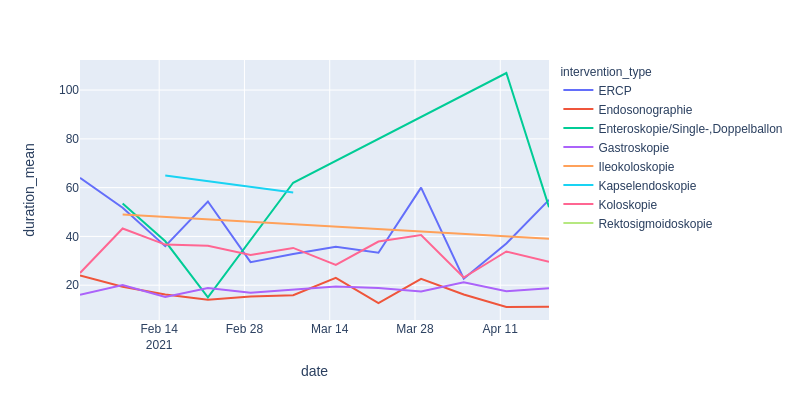 intervention_type
ERCP
Endosonographie
Enteroskopie/Single-,Doppelballon
Gastroskopie
Ileokoloskopie
Kapselendoskopie
Koloskopie
Rektosigmoidoskopie
duration_mean
100
80
60
40
20
Feb 14 Feb 28 Mar 14 Mar 28 Apr 11
2021
date